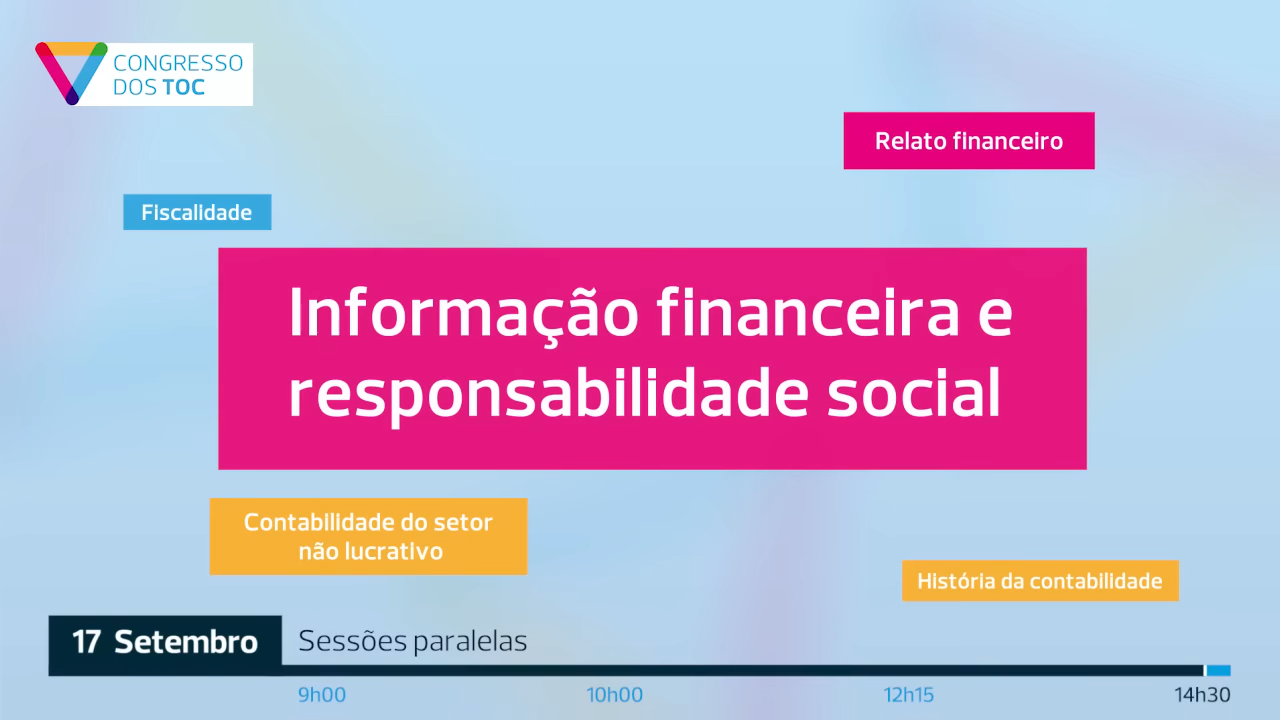 CONGRESSO
DOS TOC
Relato financeiro
Fiscalidade
Informação financeira e
responsabilidade social
Contabilidade do setor
não lucrativo
História da contabilidade
17 Setembro
Sessões paralelas
9h00
10h00
12h15
14h30